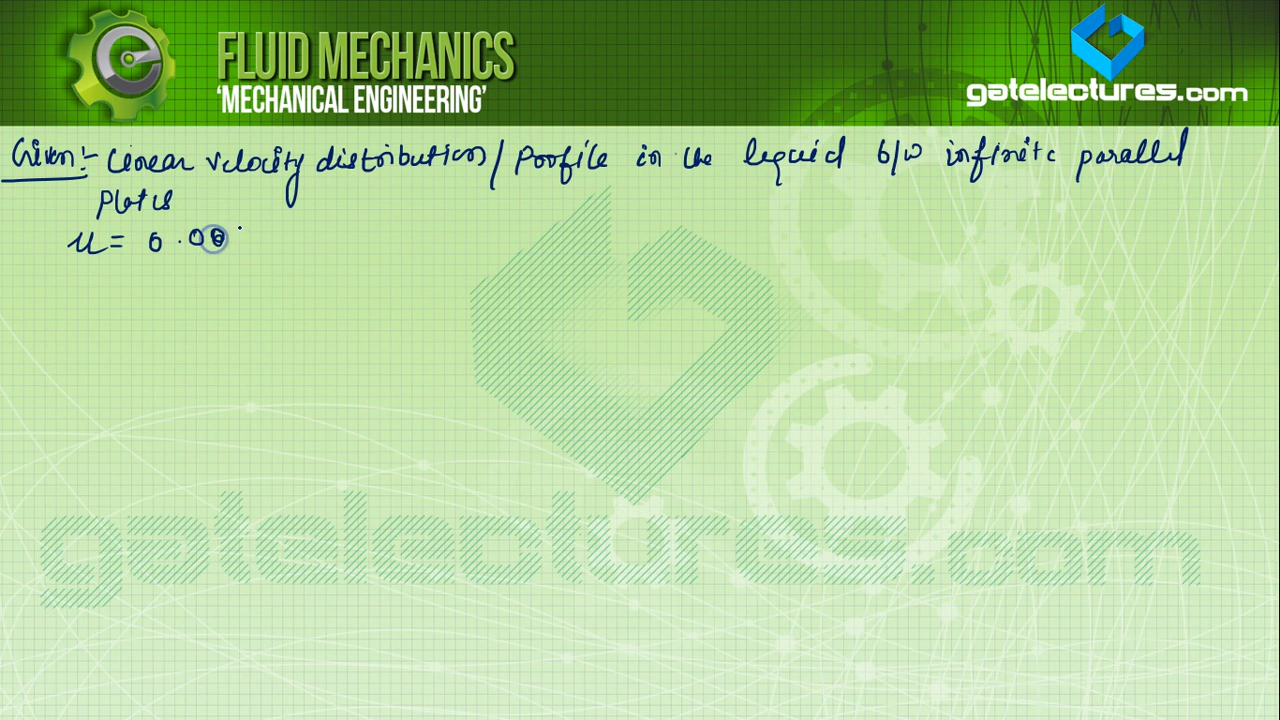 FLUID MECHANICS
'MECHANICAL ENGINEERING'
gatelectures.com
Given:- Linear velocity distribution/Profile in the liquid b/w infinite parallel
Plates
μ= 0.00
gatelectures.com